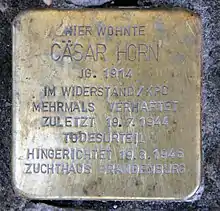 HIER WOHNTE
CÄSAR HORN
JG. 1914
IM WIDERSTAND / KPD
MEHRMALS VERHAFTET
ZULETZT 19.7.1944
TODESURTEIL
HINGERICHTET 19.3.1945
ZUCHTHAUS BRANDENBURG